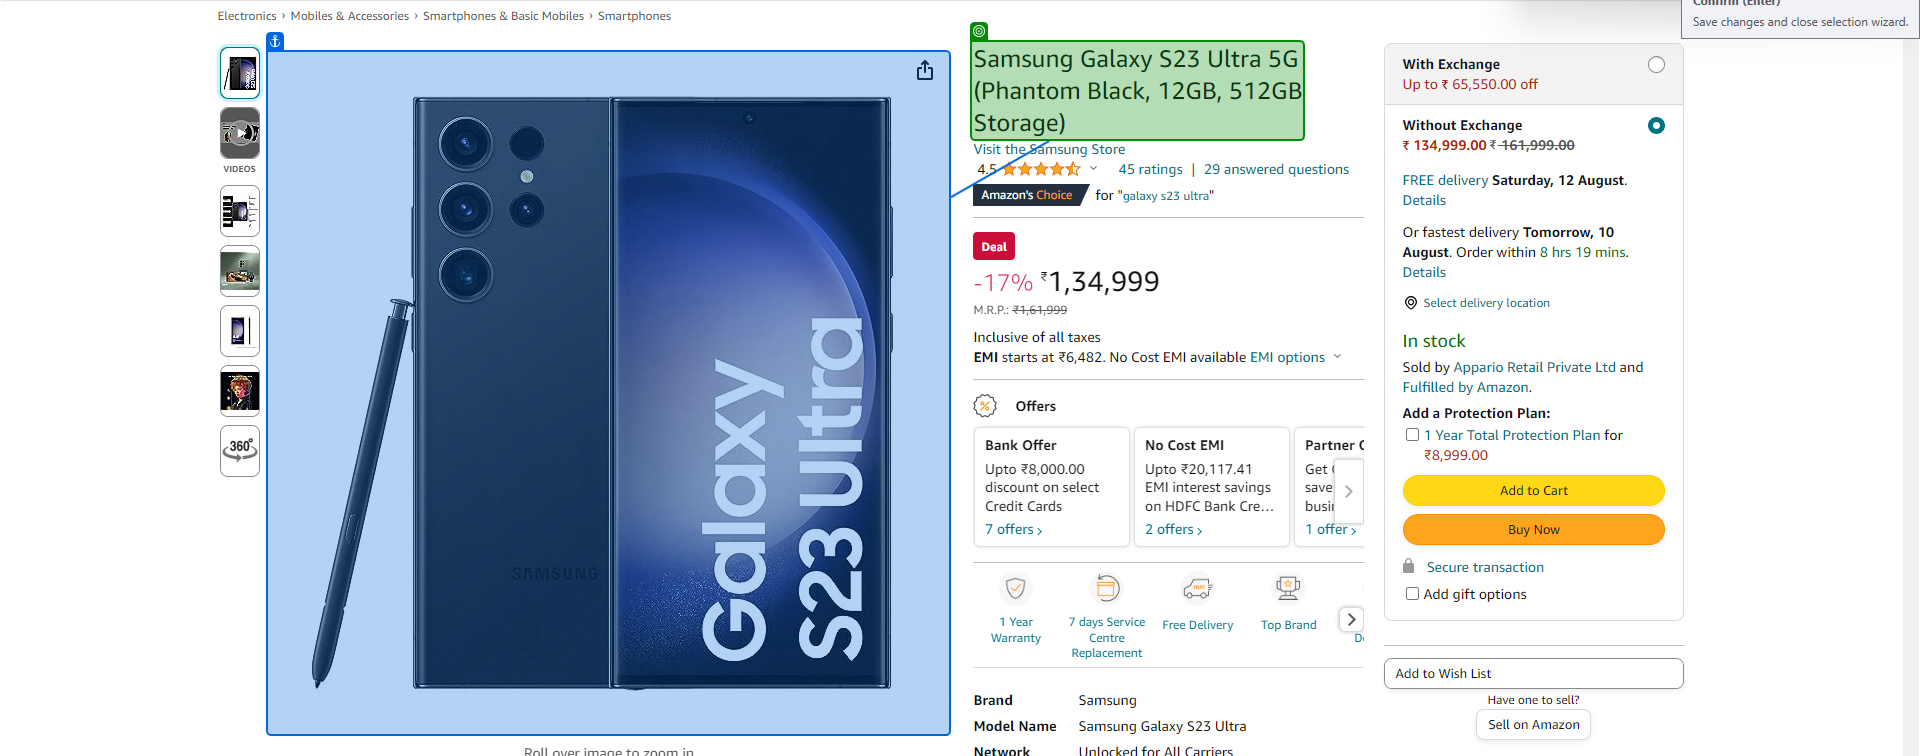 Confirm (Enter)
Save changes and close selection wizard.
Electronics › Mobiles & Accessories › Smartphones & Basic Mobiles › Smartphones
VIDEOS
360°
SAMSUNG
Galaxy
S23 Ultra
Roll over image to zoom in
Samsung Galaxy S23 Ultra 5G
(Phantom Black, 12GB, 512GB
Storage)
Visit the Samsung Store
4.5 45 ratings | 29 answered questions
Amazon's Choice for "galaxy s23 ultra"
Deal
-17% ₹1,34,999
M.R.P.: ₹1,61,999
Inclusive of all taxes
EMI starts at ₹6,482. No Cost EMI available EMI options
Offers
Bank Offer
Upto ₹8,000.00
discount on select
Credit Cards
7 offers ›
No Cost EMI
Upto ₹20,117.41
EMI interest savings
on HDFC Bank Cre…
2 offers ›
Partner
Get
save
busi
1 offer ›
1 Year
Warranty
7 days Service
Centre
Replacement
Free Delivery
Top Brand
Brand Samsung
Model Name Samsung Galaxy S23 Ultra
Network Unlocked for All Carriers
With Exchange
Up to ₹ 65,550.00 off
Without Exchange
₹ 134,999.00 ₹ 161,999.00
FREE delivery Saturday, 12 August.
Details
Or fastest delivery Tomorrow, 10
August. Order within 8 hrs 19 mins.
Details
Select delivery location
In stock
Sold by Appario Retail Private Ltd and
Fulfilled by Amazon.
Add a Protection Plan:
1 Year Total Protection Plan for
₹8,999.00
Add to Cart
Buy Now
Secure transaction
Add gift options
Add to Wish List
Have one to sell?
Sell on Amazon